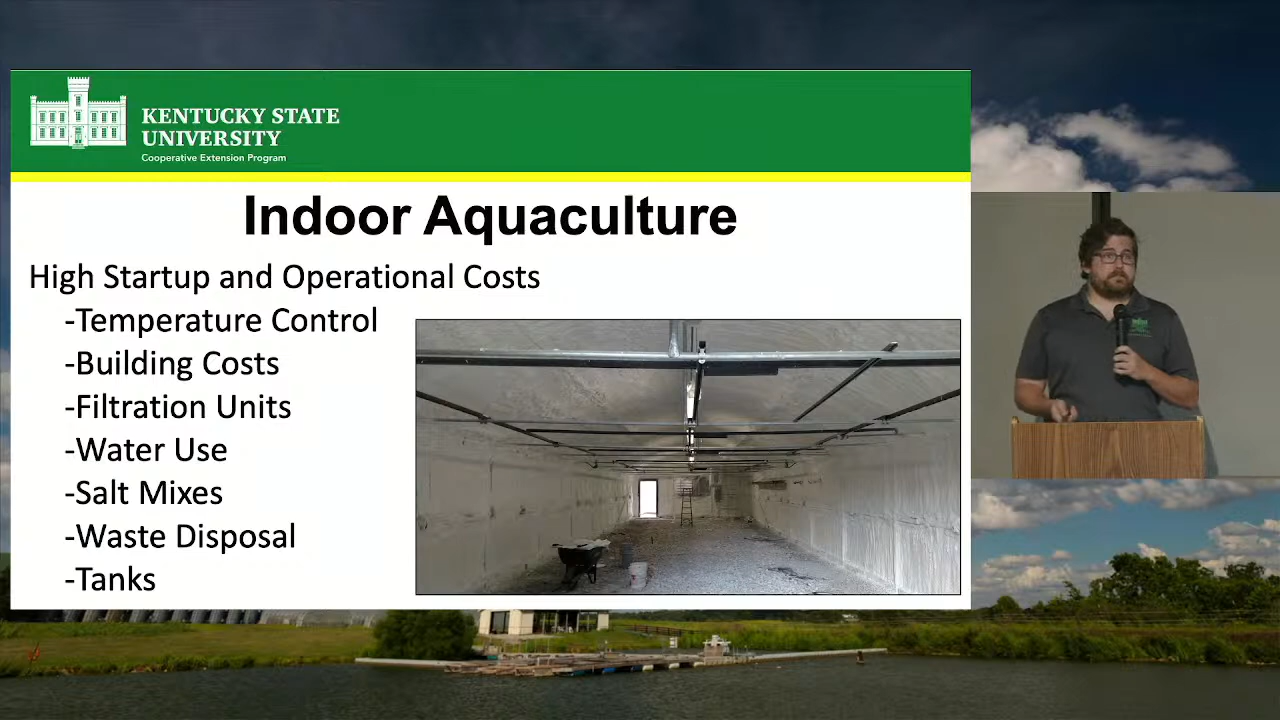 KENTUCKY STATE
UNIVERSITY
Cooperative Extension Program
Indoor Aquaculture
High Startup and Operational Costs
-Temperature Control
-Building Costs
-Filtration Units
-Water Use
-Salt Mixes
-Waste Disposal
-Tanks